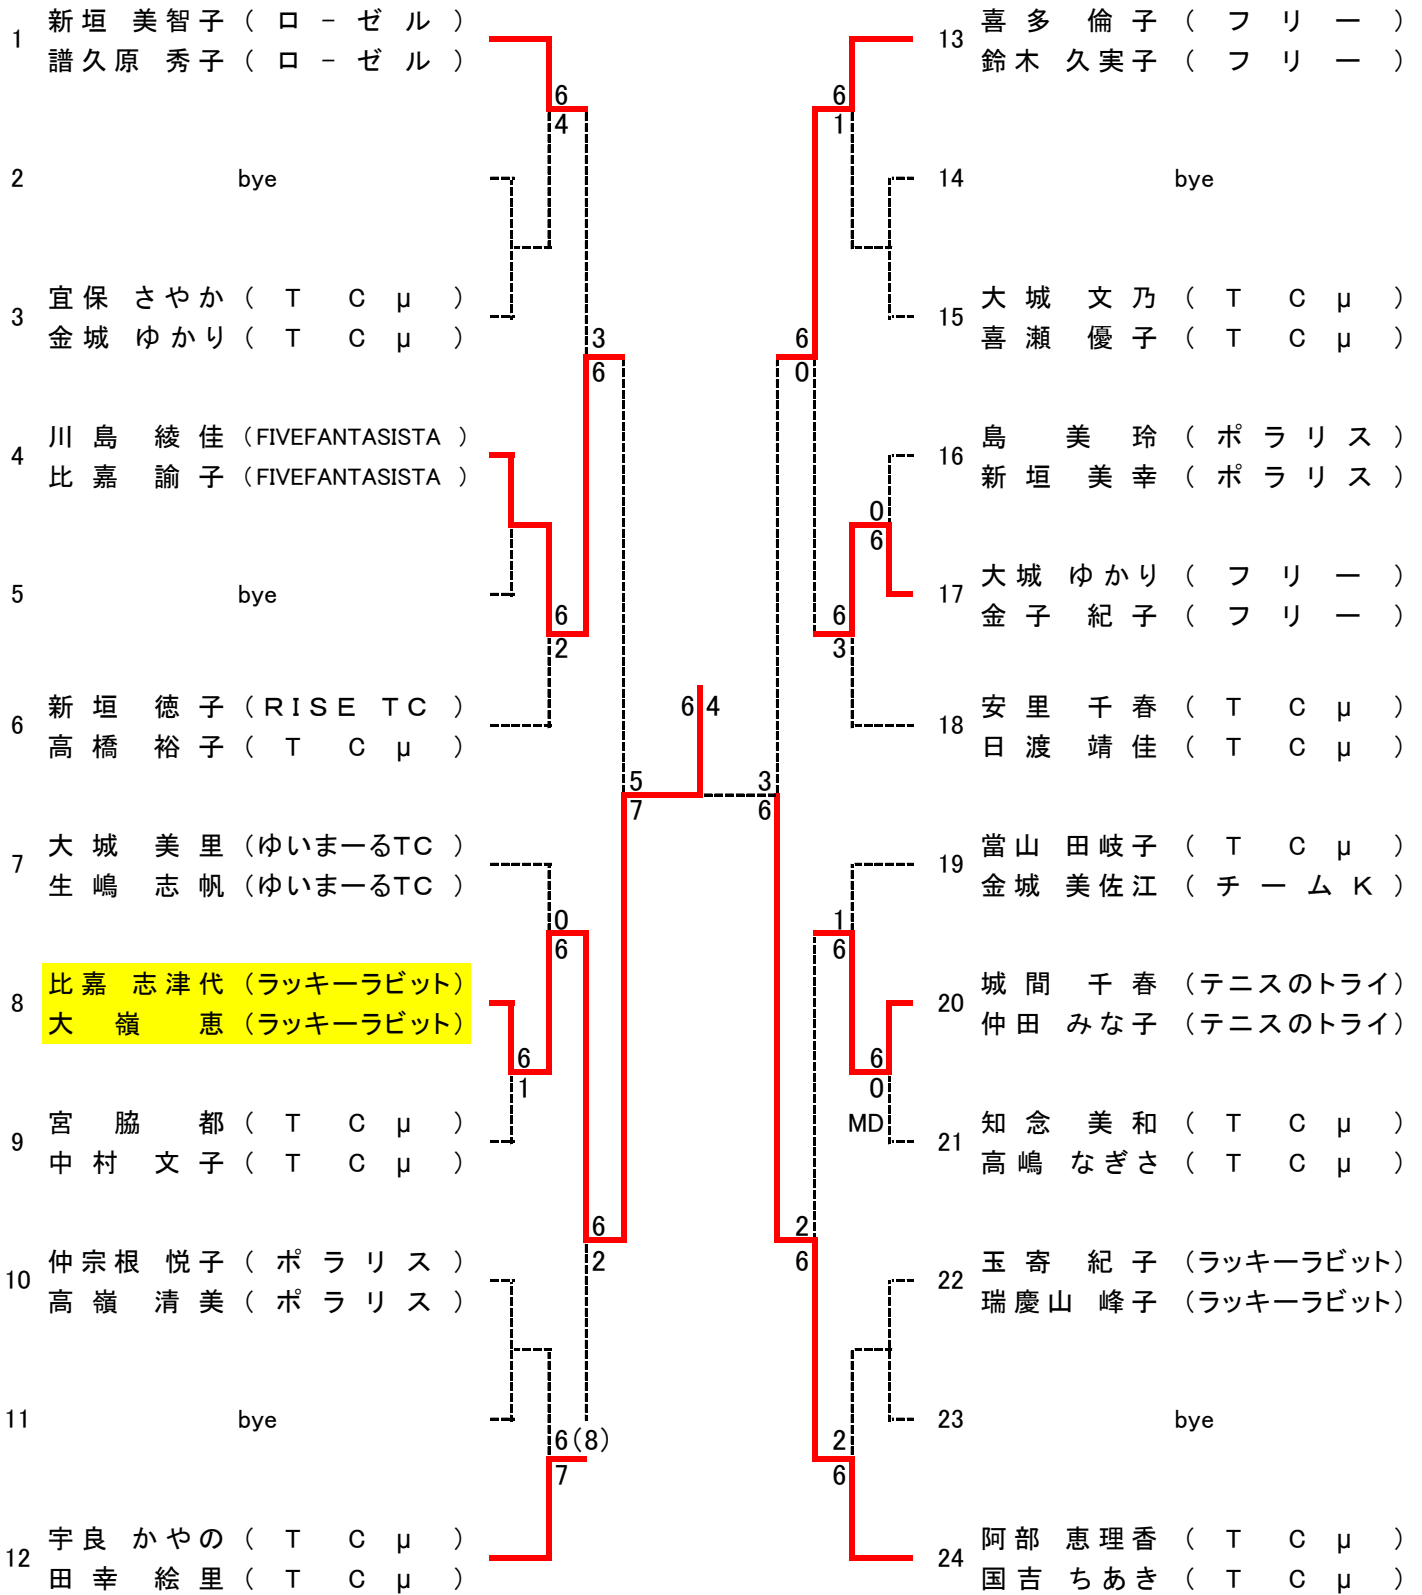 1 新垣 美智子 ( ロ - ゼ ル )
譜久原 秀子 ( ロ - ゼ ル )
6
4
2 bye
3 宜保 さやか ( T C μ )
金城 ゆかり ( T C μ )
3
6
4 川島 綾佳 (FIVEFANTASISTA )
比嘉 諭子 (FIVEFANTASISTA )
5 bye
6
2
6 新垣 徳子 (RISE TC )
高橋 裕子 ( T C μ )
5
7
7 大城 美里 (ゆいまーるTC )
生嶋 志帆 (ゆいまーるTC )
0
6
8 比嘉 志津代 (ラッキーラビット)
大嶺 恵 (ラッキーラビット)
6
1
9 宮脇 都 ( T C μ )
中村 文子 ( T C μ )
6
2
10 仲宗根 悦子 ( ポ ラ リ ス )
高嶺 清美 ( ポ ラ リ ス )
11 bye
6(8)
7
12 宇良 かやの ( T C μ )
田幸 絵里 ( T C μ )
6 4
13 喜多 倫子 ( フ リ ー )
鈴木 久実子 ( フ リ ー )
6
1
14 bye
15 大城 文乃 ( T C μ )
喜瀬 優子 ( T C μ )
6
0
16 島 美玲 ( ポ ラ リ ス )
新垣 美幸 ( ポ ラ リ ス )
0
6
17 大城 ゆかり ( フ リ ー )
金子 紀子 ( フ リ ー )
6
3
18 安里 千春 ( T C μ )
日渡 靖佳 ( T C μ )
3
6
19 當山 田岐子 ( T C μ )
金城 美佐江 ( チ ー ム K )
1
6
20 城間 千春 (テニスのトライ)
仲田 みな子 (テニスのトライ)
6
0
MD
21 知念 美和 ( T C μ )
高嶋 なぎさ ( T C μ )
2
6
22 玉寄 紀子 (ラッキーラビット)
瑞慶山 峰子 (ラッキーラビット)
23 bye
2
6
24 阿部 恵理香 ( T C μ )
国吉 ちあき ( T C μ )